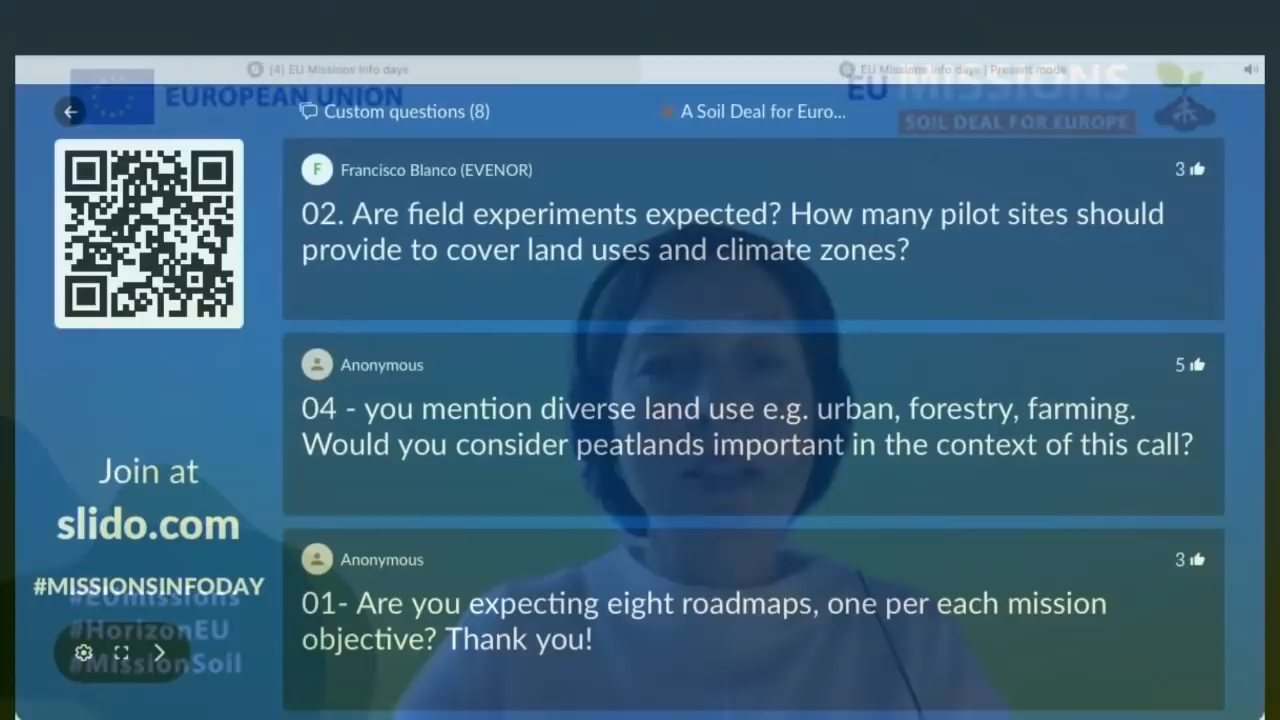 (4) EU Missions Info days
EU Missions Info days | Present mode
EUROPEAN UNION
EU MISSIONS
SOIL DEAL FOR EUROPE
Custom questions (8)
A Soil Deal for Euro...
F
Francisco Blanco (EVENOR)
3
02. Are field experiments expected? How many pilot sites should
provide to cover land uses and climate zones?
Anonymous
5
04 - you mention diverse land use e.g. urban, forestry, farming.
Would you consider peatlands important in the context of this call?
Anonymous
3
01- Are you expecting eight roadmaps, one per each mission
objective? Thank you!
Join at
slido.com
#MISSIONSINFODAY
#EUmissions
#HorizonEU
#MissionSoil